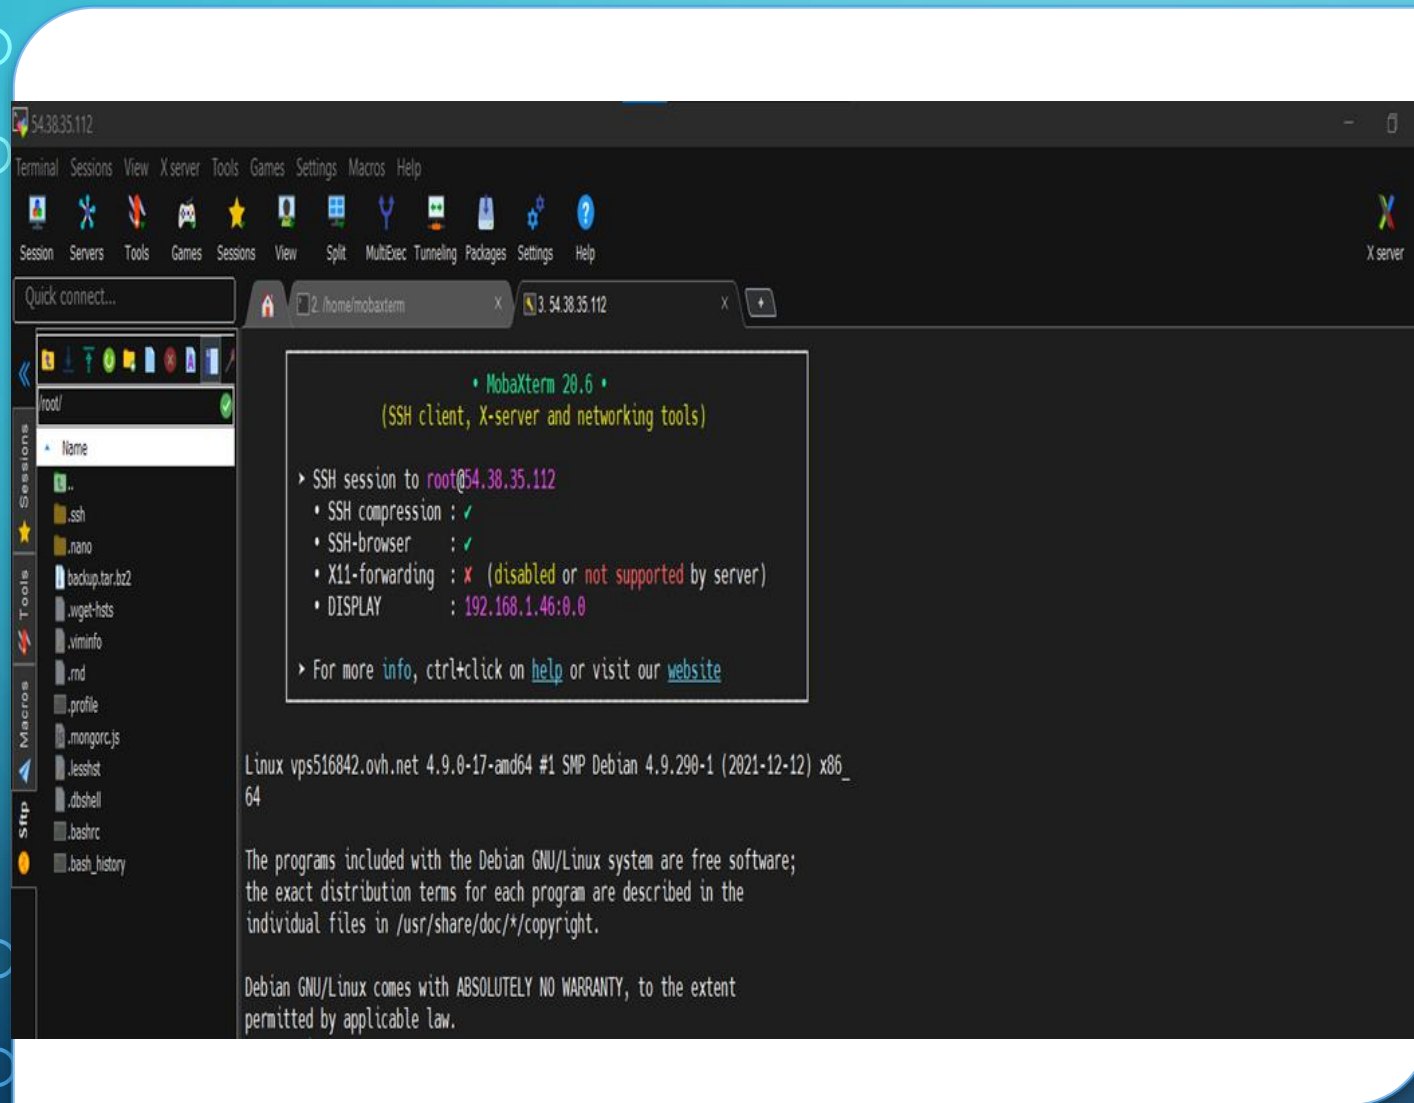 54.38.35.112
Terminal Sessions View X server Tools Games Settings Macros Help
Session Servers Tools Games Sessions View Split MultiExec Tunneling Packages Settings Help X server
Quick connect...
2. /home/mobaxterm
3. 54.38.35.112
/root/
Name
..
.ssh
.nano
backup.tar.bz2
.wget-hsts
.viminfo
.rnd
.profile
.mongorc.js
.lesshst
.dbshell
.bashrc
.bash_history
Sessions
Tools
Macros
Sftp
• MobaXterm 20.6 •
(SSH client, X-server and networking tools)
➤ SSH session to root@54.38.35.112
• SSH compression : ✓
• SSH-browser : ✓
• X11-forwarding : ✗ (disabled or not supported by server)
• DISPLAY : 192.168.1.46:0.0
➤ For more info, ctrl+click on help or visit our website
Linux vps516842.ovh.net 4.9.0-17-amd64 #1 SMP Debian 4.9.290-1 (2021-12-12) x86_
64
The programs included with the Debian GNU/Linux system are free software;
the exact distribution terms for each program are described in the
individual files in /usr/share/doc/*/copyright.
Debian GNU/Linux comes with ABSOLUTELY NO WARRANTY, to the extent
permitted by applicable law.